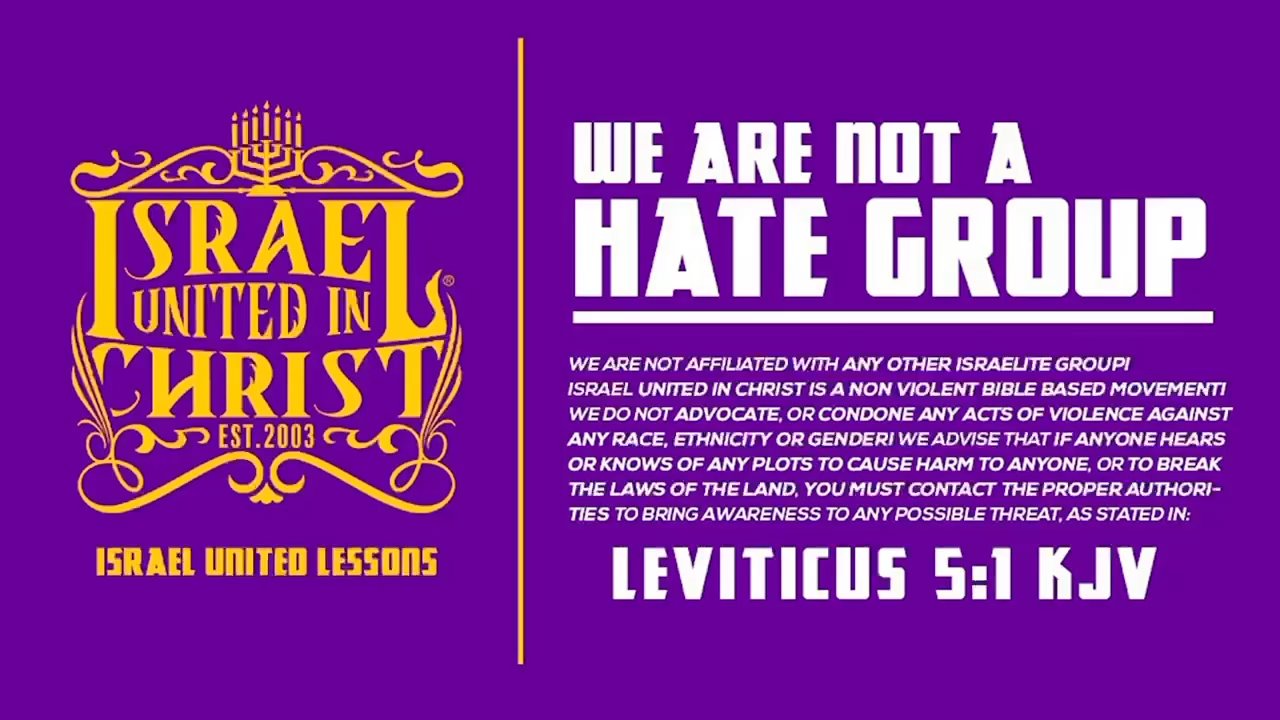 ISRAEL
UNITED IN
CHRIST
®
EST.2003
ISRAEL UNITED LESSONS
WE ARE NOT A
HATE GROUP
WE ARE NOT AFFILIATED WITH ANY OTHER ISRAELITE GROUP!
ISRAEL UNITED IN CHRIST IS A NON VIOLENT BIBLE BASED MOVEMENT!
WE DO NOT ADVOCATE, OR CONDONE ANY ACTS OF VIOLENCE AGAINST
ANY RACE, ETHNICITY OR GENDER! WE ADVISE THAT IF ANYONE HEARS
OR KNOWS OF ANY PLOTS TO CAUSE HARM TO ANYONE, OR TO BREAK
THE LAWS OF THE LAND, YOU MUST CONTACT THE PROPER AUTHORI-
TIES TO BRING AWARENESS TO ANY POSSIBLE THREAT, AS STATED IN:
LEVITICUS 5:1 KJV